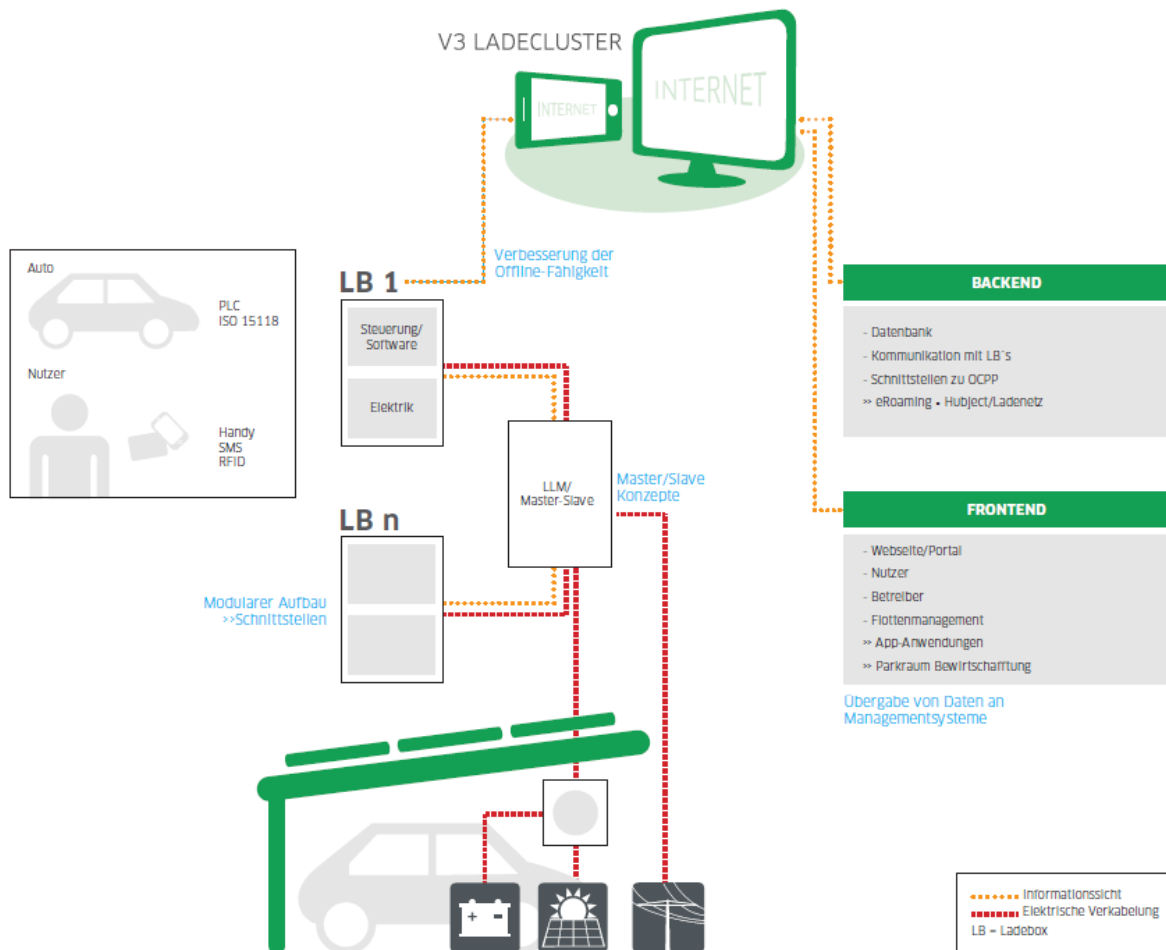 V3 LADECLUSTER
INTERNET
INTERNET
Auto
PLC
ISO 15118
Nutzer
Handy
SMS
RFID
Verbesserung der
Offline-Fähigkeit
LB 1
Steuerung/
Sortware
Elektrik
LLM/
Master-Slave
Master/Slave
Konzepte
LB n
Modularer Aufbau
>>Schnittstellen
BACKEND
- Datenbank
- Kommunikation mit LB´s
- Schnittstellen zu OCPP
>> eRoaming • Hubject/Ladenetz
FRONTEND
- Webseite/Portal
- Nutzer
- Betreiber
- Flottenmanagement
>> App-Anwendungen
>> Parkraum Bewirtschafftung
Übergabe von Daten an
Managementsysteme
+ -
Informationssicht
Elektrische Verkabelung
LB = Ladebox